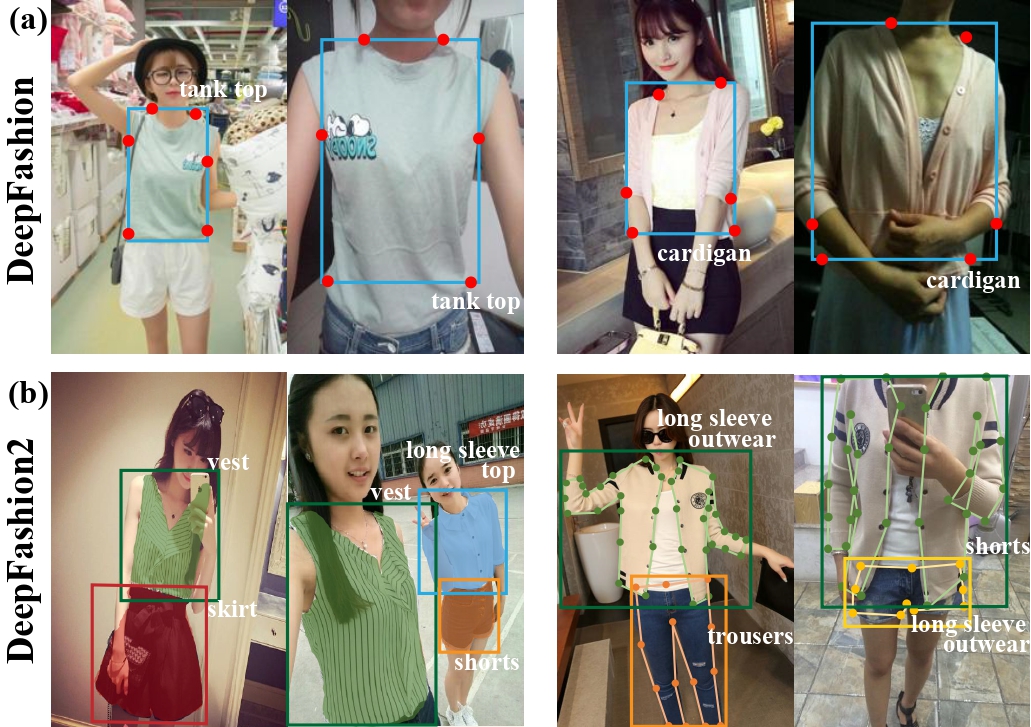 (a)
DeepFashion
tank top
tank top
SNOOPY
cardigan
cardigan
(b)
DeepFashion2
vest
skirt
vest
long sleeve
top
shorts
long sleeve
outwear
trousers
shorts
long sleeve
outwear